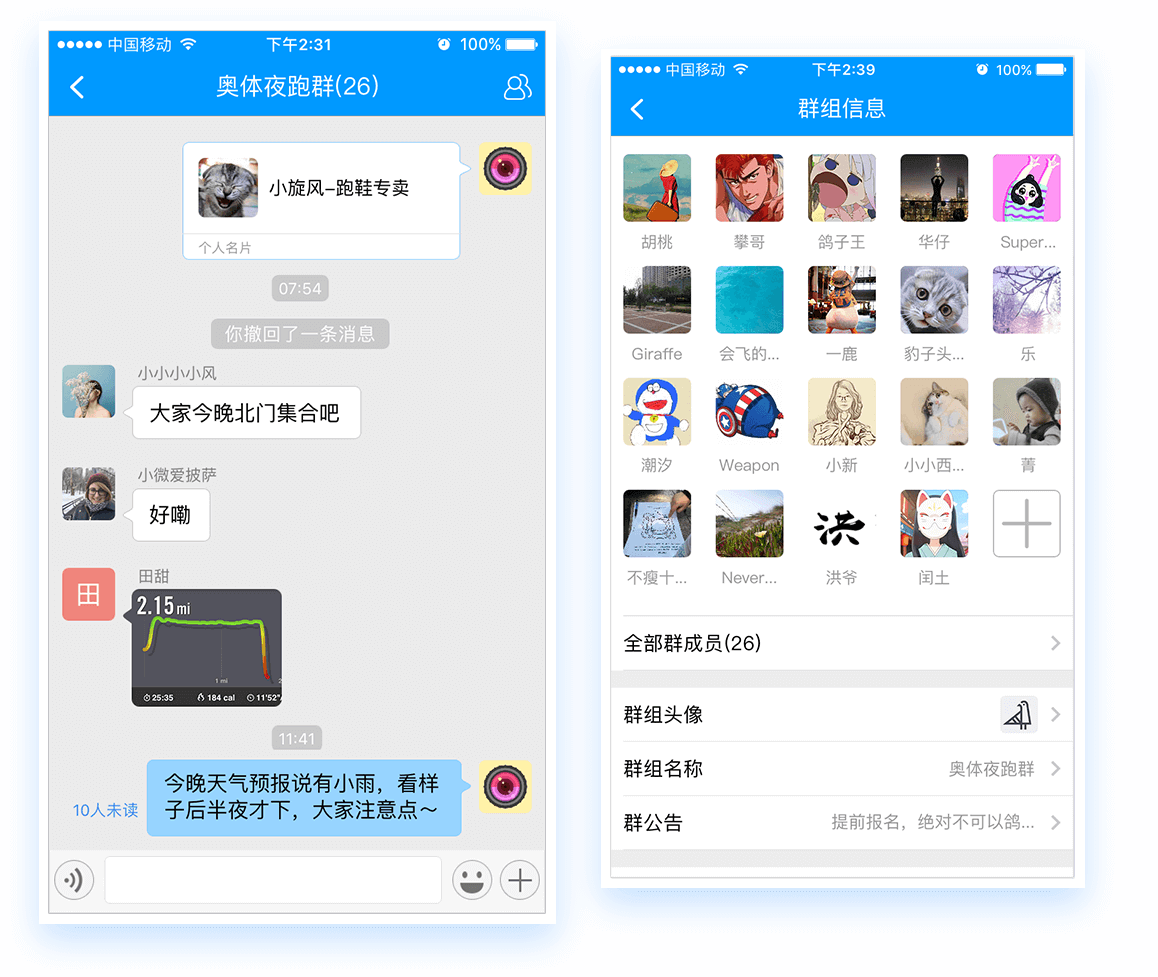 中国移动 下午2:31 100%
奥体夜跑群(26)
小旋风–跑鞋专卖
个人名片
07:54
你撤回了一条消息
小小小小风
大家今晚北门集合吧
小微爱披萨
好嘞
田甜
田
2.15mi
1 mi
2
25:35 184 cal 11'52"/
11:41
今晚天气预报说有小雨，看样
子后半夜才下，大家注意点～
10人未读
中国移动 下午2:39 100%
群组信息
胡桃 攀哥 鸽子王 华仔 Super...
Giraffe 会飞的... 一鹿 豹子头... 乐
潮汐 Weapon 小新 小小西... 菁
洪
不瘦十... Never... 洪爷 闰土
全部群成员(26)
群组头像
群组名称 奥体夜跑群
群公告 提前报名，绝对不可以鸽...